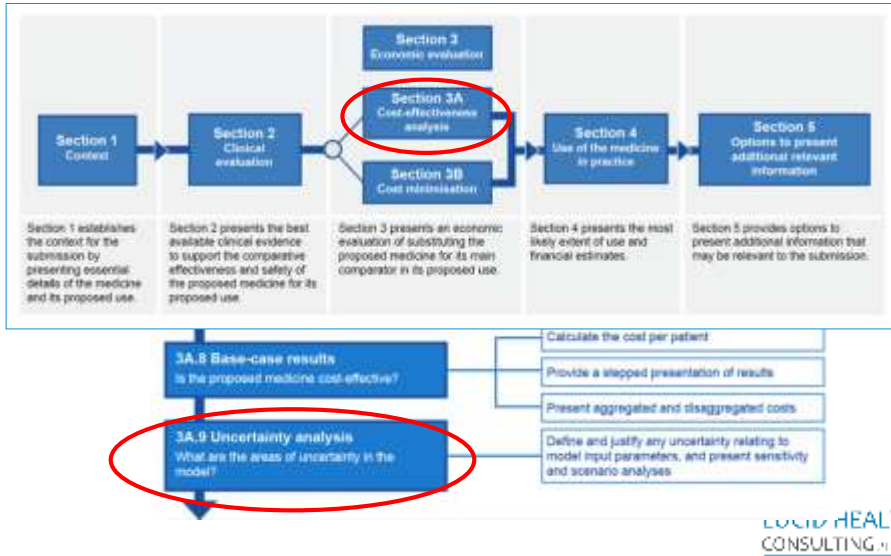 Section 3
Economic evaluation
Section 3A
Cost-effectiveness
analysis
Section 1
Context
Section 2
Clinical
evaluation
Section 3B
Cost minimisation
Section 4
Use of the medicine
in practice
Section 5
Options to present
additional relevant
information
Section 1 establishes
the context for the
submission by
presenting essential
details of the medicine
and its proposed use.
Section 2 presents the best
available clinical evidence
to support the comparative
effectiveness and safety of
the proposed medicine for its
proposed use.
Section 3 presents an economic
evaluation of substituting the
proposed medicine for its main
comparator in its proposed use.
Section 4 presents the most
likely extent of use and
financial estimates.
Section 5 provides options to
present additional information that
may be relevant to the submission.
3A.8 Base-case results
Is the proposed medicine cost-effective?
Calculate the cost per patient
Provide a stepped presentation of results
Present aggregated and disaggregated costs
3A.9 Uncertainty analysis
What are the areas of uncertainty in the
model?
Define and justify any uncertainty relating to
model input parameters, and present sensitivity
and scenario analyses
LUCID HEAL
CONSULTING